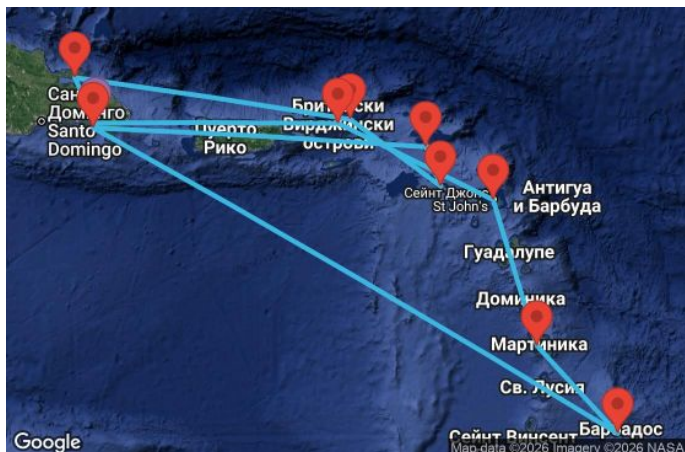 Сан
Доминго
Santo
Domingo
Пуерто
Рико
Британски
Вирджински
острови
Сейнт Джонс
St John's
Антигуа
и Барбуда
Гуадалупе
Доминика
Мартиника
Св. Лусия
Сейнт Винсент
Барбадос
Google
Map data ©2026 Imagery ©2026 NASA